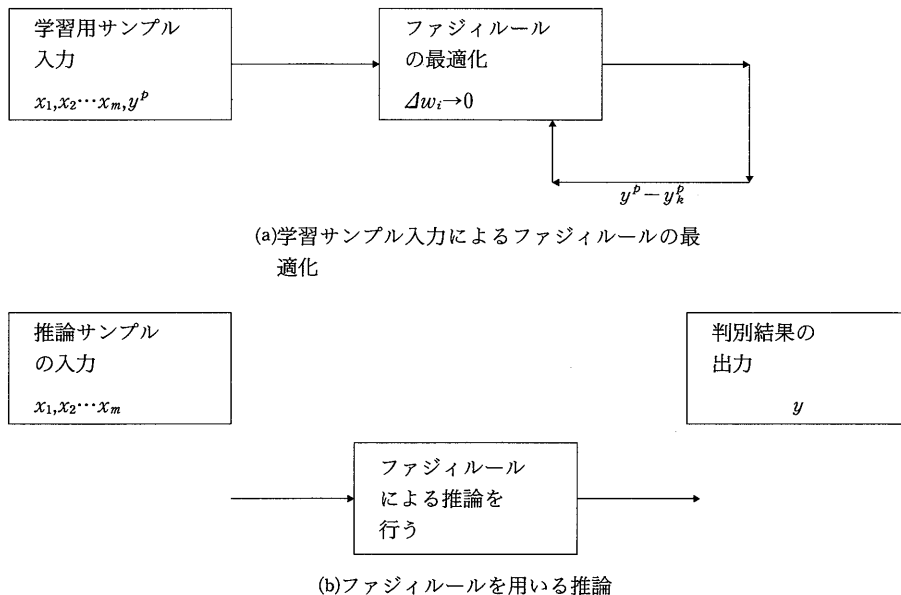 学習用サンプル
入力
x₁,x₂⋯xₘ,yᵖ
ファジィルール
の最適化
Δwᵢ→0
yᵖ−yₖᵖ
(a)学習サンプル入力によるファジィルールの最
適化
推論サンプル
の入力
x₁,x₂⋯xₘ
判別結果の
出力
y
ファジィルール
による推論を
行う
(b)ファジィルールを用いる推論